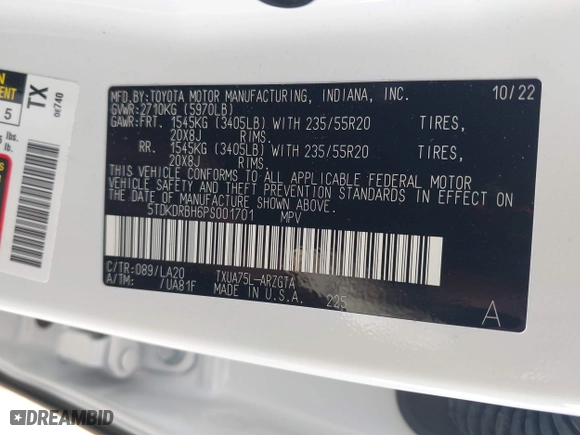 MFD.BY:TOYOTA MOTOR MANUFACTURING, INDIANA, INC. 10/22
GVWR:2710KG (5970LB)
GAWR:FRT. 1545KG (3405LB) WITH 235/55R20 TIRES,
20X8J RIMS.
RR. 1545KG (3405LB) WITH 235/55R20 TIRES,
20X8J RIMS.
THIS VEHICLE CONFORMS TO ALL APPLICABLE FEDERAL MOTOR
VEHICLE SAFETY AND THEFT PREVENTION STANDARDS IN EFFECT ON
THE DATE OF MANUFACTURE SHOWN ABOVE.
5TDKDRBH6PS001701 MPV
C/TR:089/LA20 TXUA75L-ARZGTA
A/TM: /UA81F MADE IN U.S.A. 225
A
TX
5
lbs.
lb.
DREAMBID